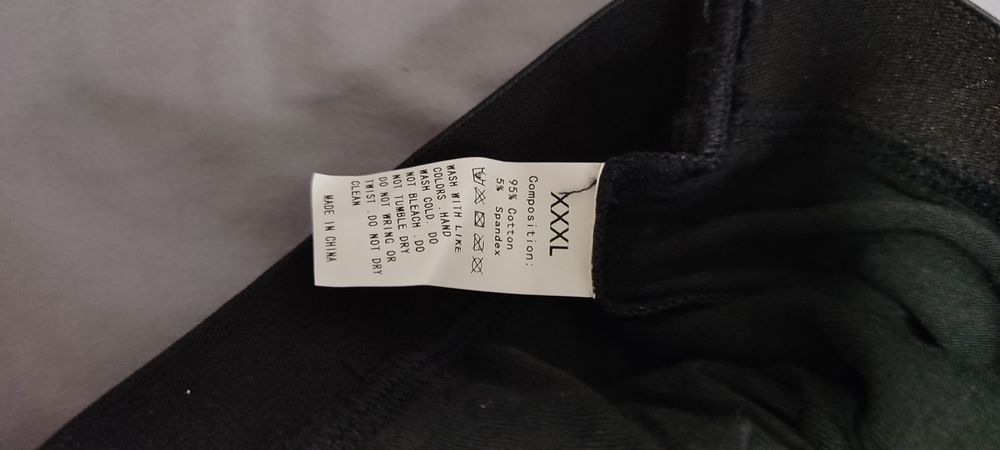 XXXL
Composition:
95% Cotton
5% Spandex
WASH WITH LIKE
COLORS .HAND
WASH COLD. DO
NOT BLEACH .DO
NOT TUMBLE DRY
DO NOT WRING OR
TWIST .DO NOT DRY
CLEAN
MADE IN CHINA